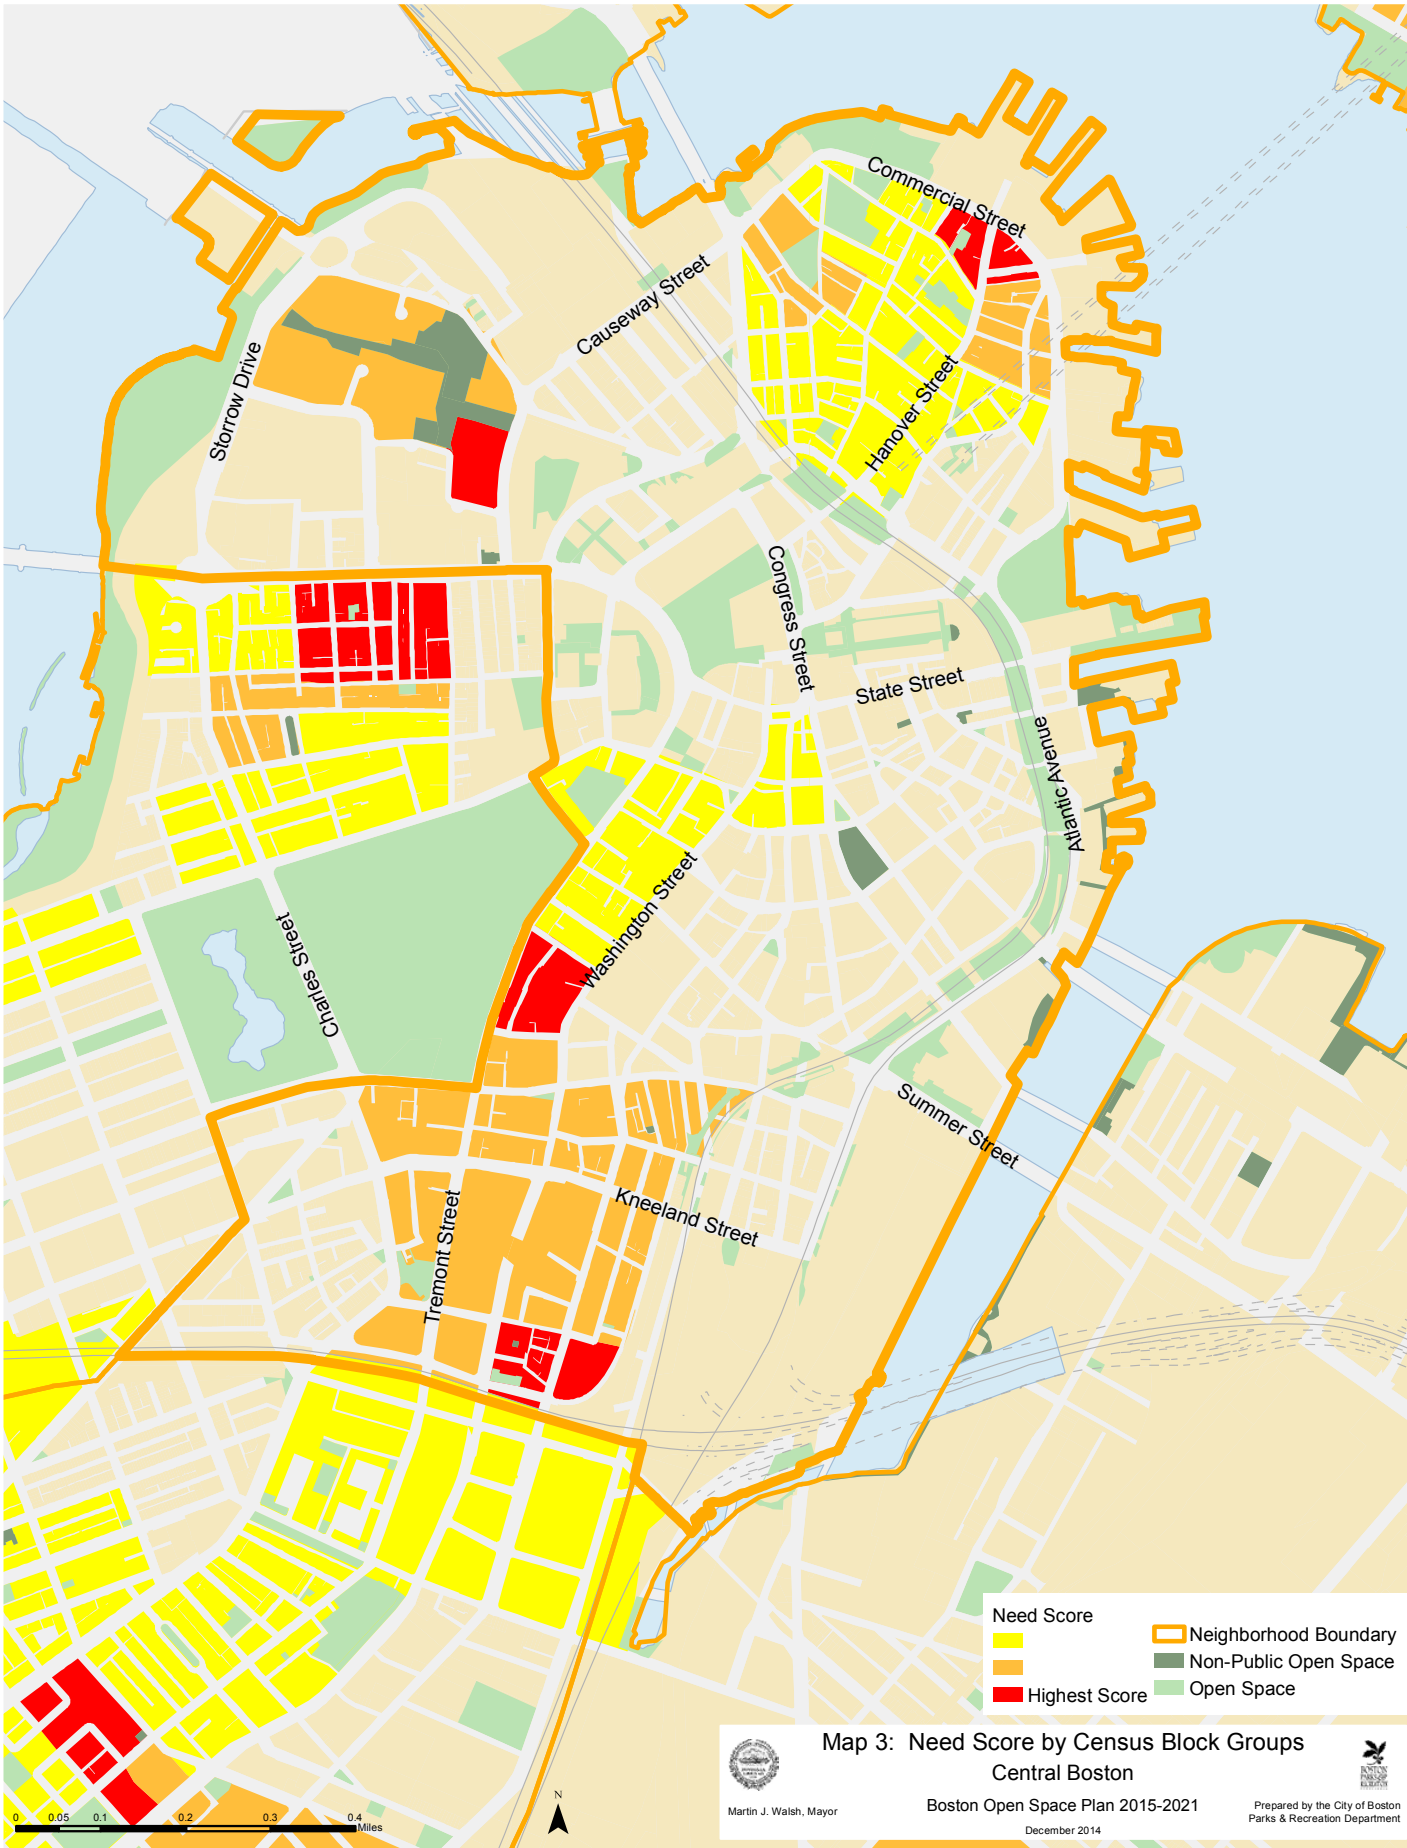 Commercial Street
Causeway Street
Storrow Drive
Hanover Street
Congress Street
State Street
Atlantic Avenue
Washington Street
Charles Street
Summer Street
Kneeland Street
Tremont Street
Need Score
Highest Score
Neighborhood Boundary
Non-Public Open Space
Open Space
Map 3: Need Score by Census Block Groups
Central Boston
Boston Open Space Plan 2015-2021
December 2014
Martin J. Walsh, Mayor
BOSTON
PARKS &
RECREATION
Prepared by the City of Boston
Parks & Recreation Department
N
0 0.05 0.1 0.2 0.3 0.4
Miles